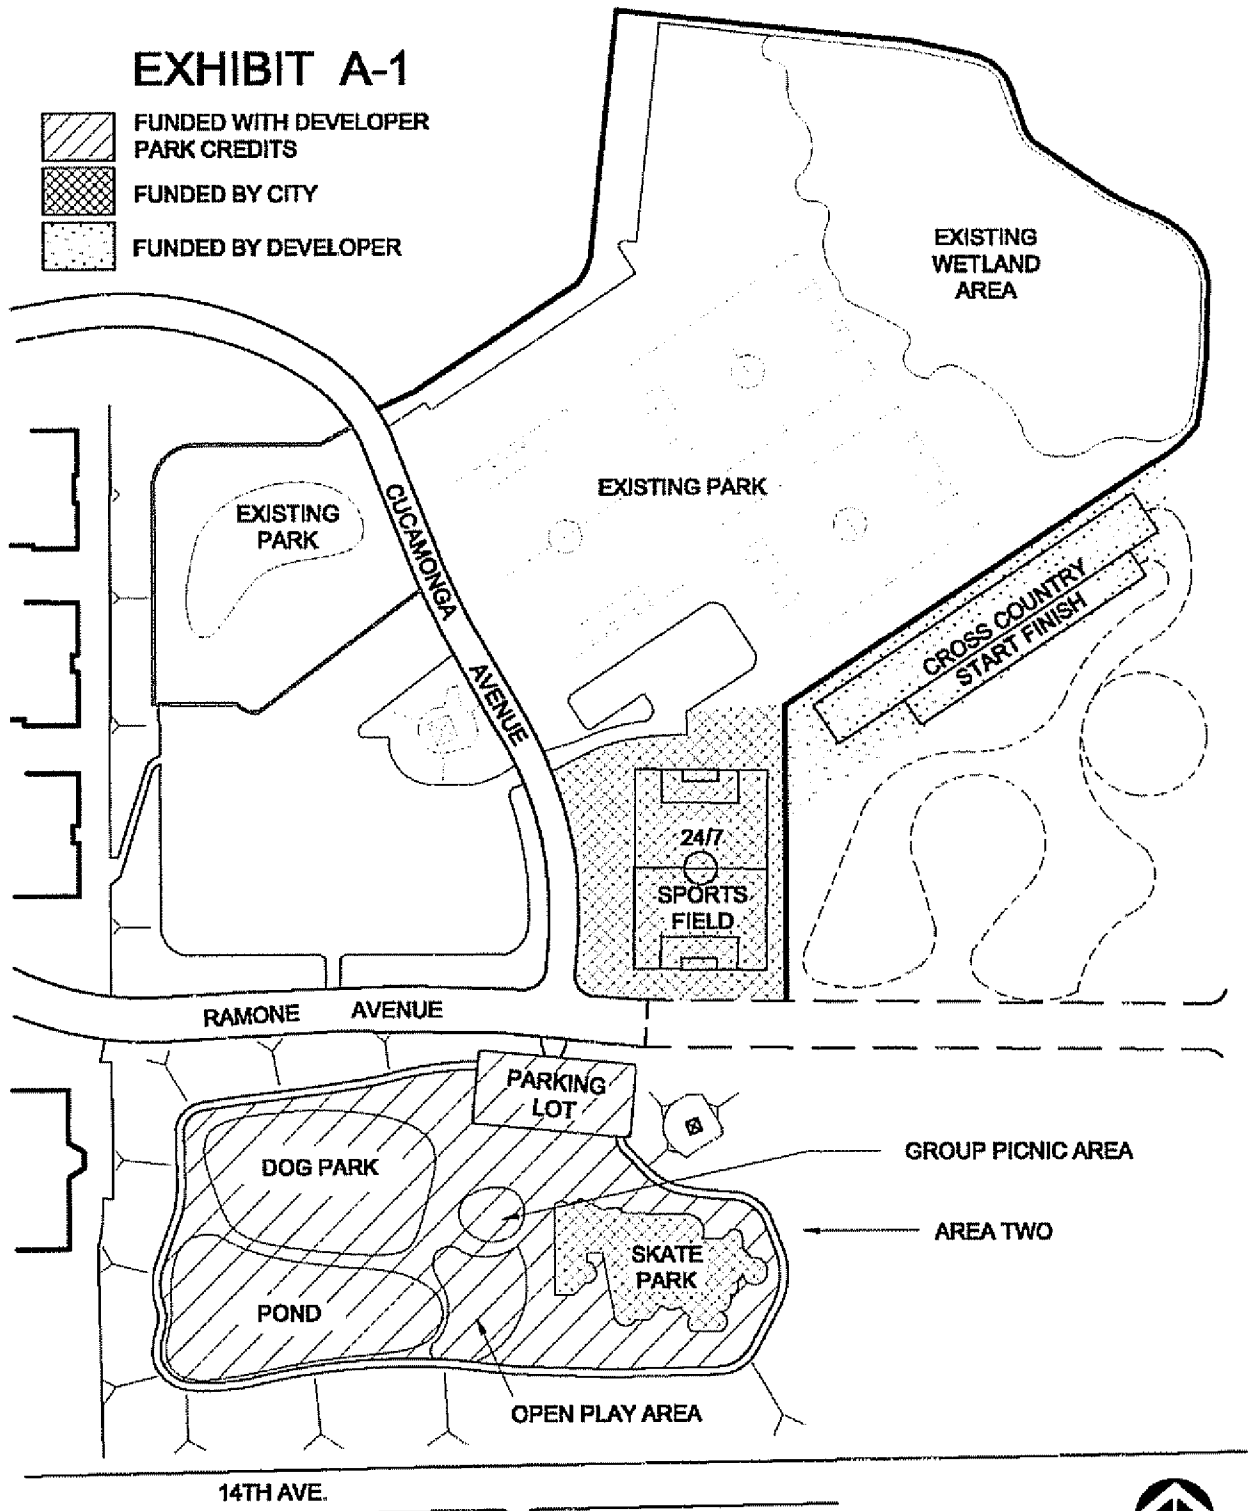 EXHIBIT A-1
FUNDED WITH DEVELOPER
PARK CREDITS
FUNDED BY CITY
FUNDED BY DEVELOPER
EXISTING
WETLAND
AREA
EXISTING PARK
EXISTING
PARK
CUCAMONGA
AVENUE
CROSS COUNTRY
START FINISH
24/7
SPORTS
FIELD
RAMONE AVENUE
PARKING
LOT
DOG PARK
GROUP PICNIC AREA
AREA TWO
SKATE
PARK
POND
OPEN PLAY AREA
14TH AVE.